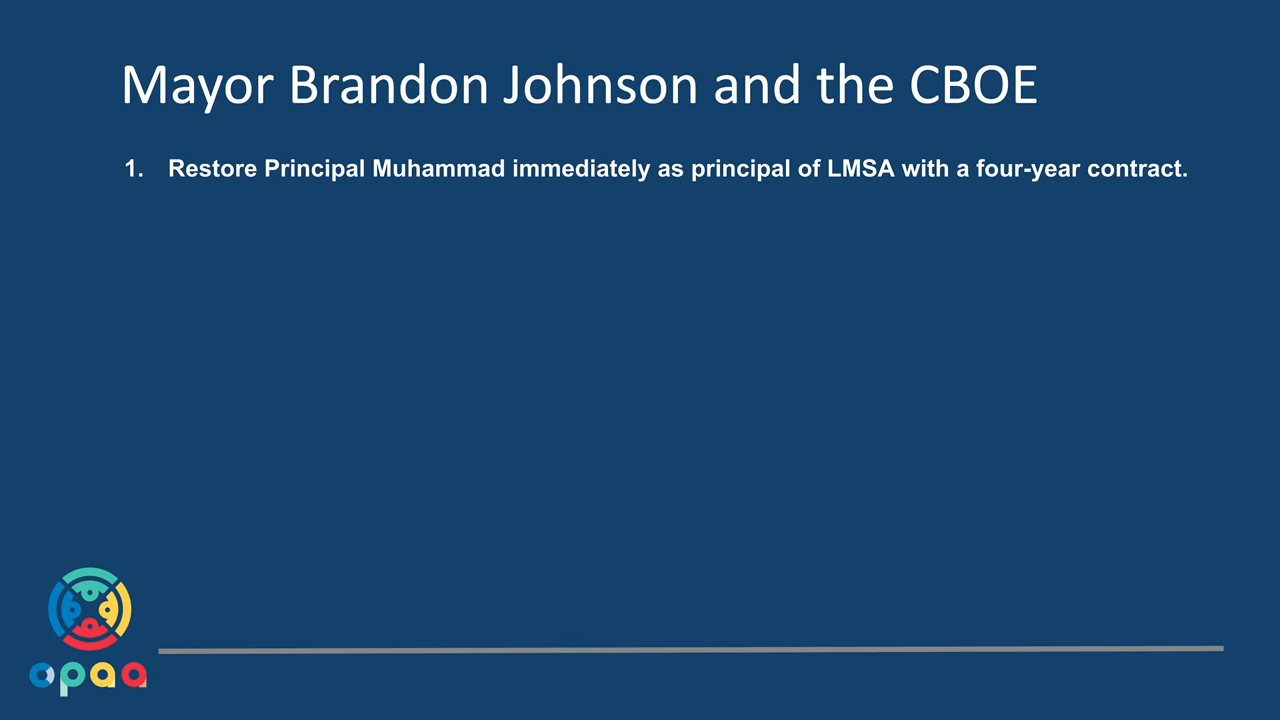 Mayor Brandon Johnson and the CBOE
1. Restore Principal Muhammad immediately as principal of LMSA with a four-year contract.
opaa